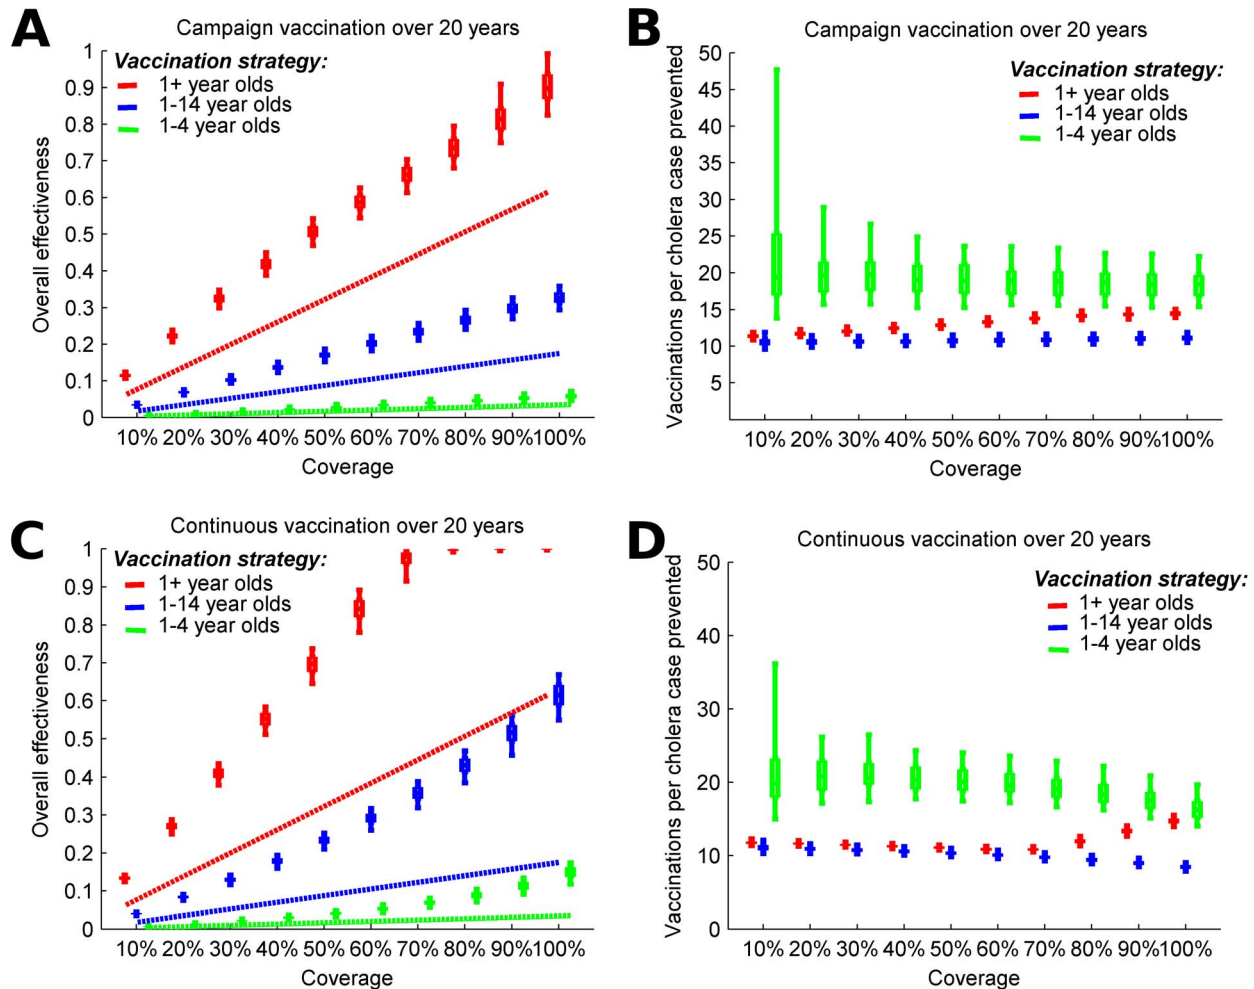 A
Campaign vaccination over 20 years
Vaccination strategy:
1+ year olds
1-14 year olds
1-4 year olds
Overall effectiveness
1
0.9
0.8
0.7
0.6
0.5
0.4
0.3
0.2
0.1
0
10% 20% 30% 40% 50% 60% 70% 80% 90% 100%
Coverage
B
Campaign vaccination over 20 years
Vaccination strategy:
1+ year olds
1-14 year olds
1-4 year olds
Vaccinations per cholera case prevented
50
45
40
35
30
25
20
15
10
5
10% 20% 30% 40% 50% 60% 70% 80% 90%100%
Coverage
C
Continuous vaccination over 20 years
Vaccination strategy:
1+ year olds
1-14 year olds
1-4 year olds
Overall effectiveness
1
0.9
0.8
0.7
0.6
0.5
0.4
0.3
0.2
0.1
0
10% 20% 30% 40% 50% 60% 70% 80% 90% 100%
Coverage
D
Continuous vaccination over 20 years
Vaccination strategy:
1+ year olds
1-14 year olds
1-4 year olds
Vaccinations per cholera case prevented
50
40
30
20
10
0
10% 20% 30% 40% 50% 60% 70% 80% 90%100%
Coverage